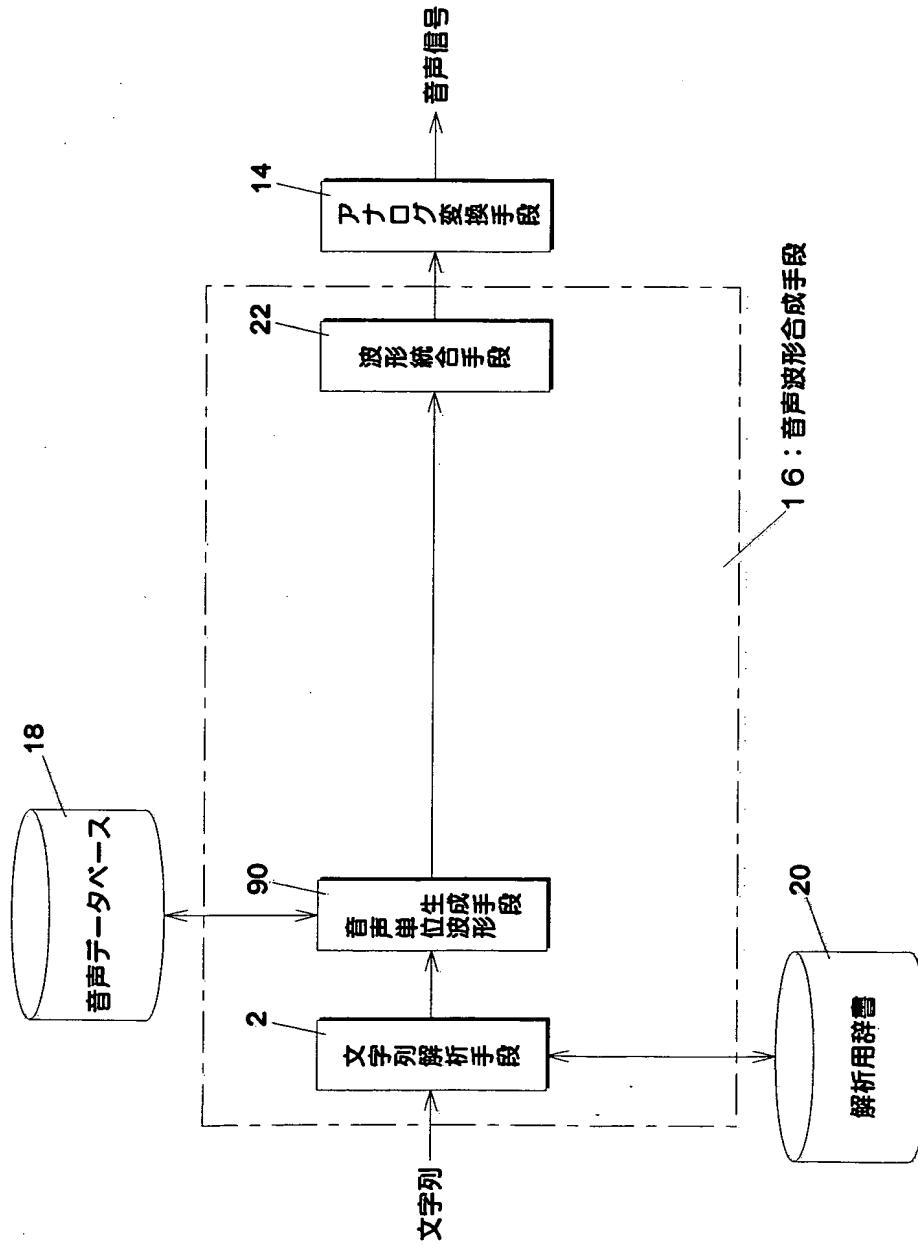 文字列
2
文字列解析手段
90
音声単位波形
生成手段
18
音声データベース
20
解析用辞書
22
波形統合手段
14
アナログ変換手段
音声信号
16:音声波形合成手段